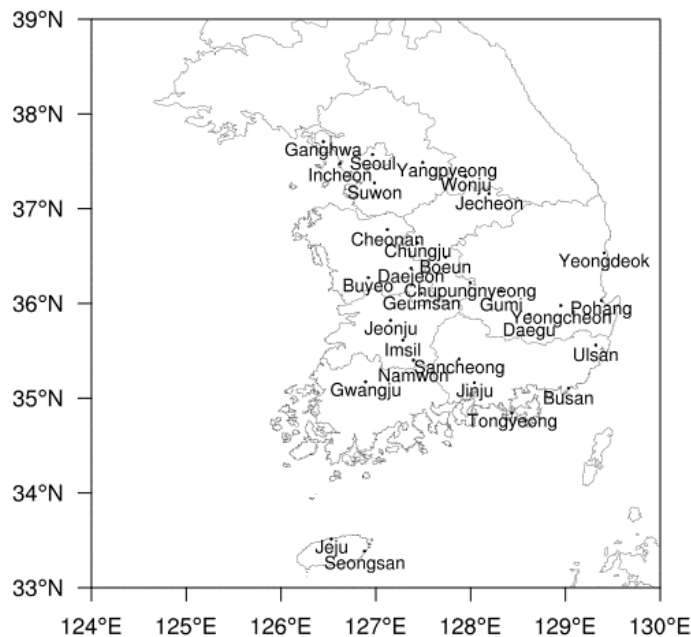 39°N
38°N
37°N
36°N
35°N
34°N
33°N
Ganghwa
Seoul
Incheon
Yangpyeong
Wonju
Suwon
Jecheon
Cheonan
Chungju
Yeongdeok
Boeun
Daejeon
Buyeo
Chupungnyeong
Geumsan
Gumi
Pohang
Yeongcheon
Jeonju
Daegu
Imsil
Ulsan
Sancheong
Namwon
Gwangju
Jinju
Busan
Tongyeong
Jeju
Seongsan
124°E 125°E 126°E 127°E 128°E 129°E 130°E